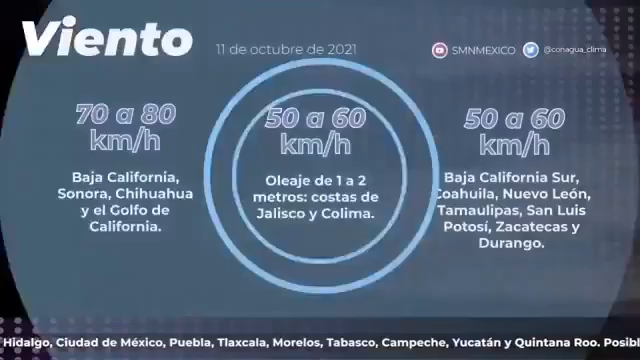 Viento
11 de octubre de 2021
SMNMEXICO
@conagua_clima
70 a 80
km/h
Baja California,
Sonora, Chihuahua
y el Golfo de
California.
50 a 60
km/h
Oleaje de 1 a 2
metros: costas de
Jalisco y Colima.
50 a 60
km/h
Baja California Sur,
Coahuila, Nuevo León,
Tamaulipas, San Luis
Potosí, Zacatecas y
Durango.
Hidalgo, Ciudad de México, Puebla, Tlaxcala, Morelos, Tabasco, Campeche, Yucatán y Quintana Roo. Posibl